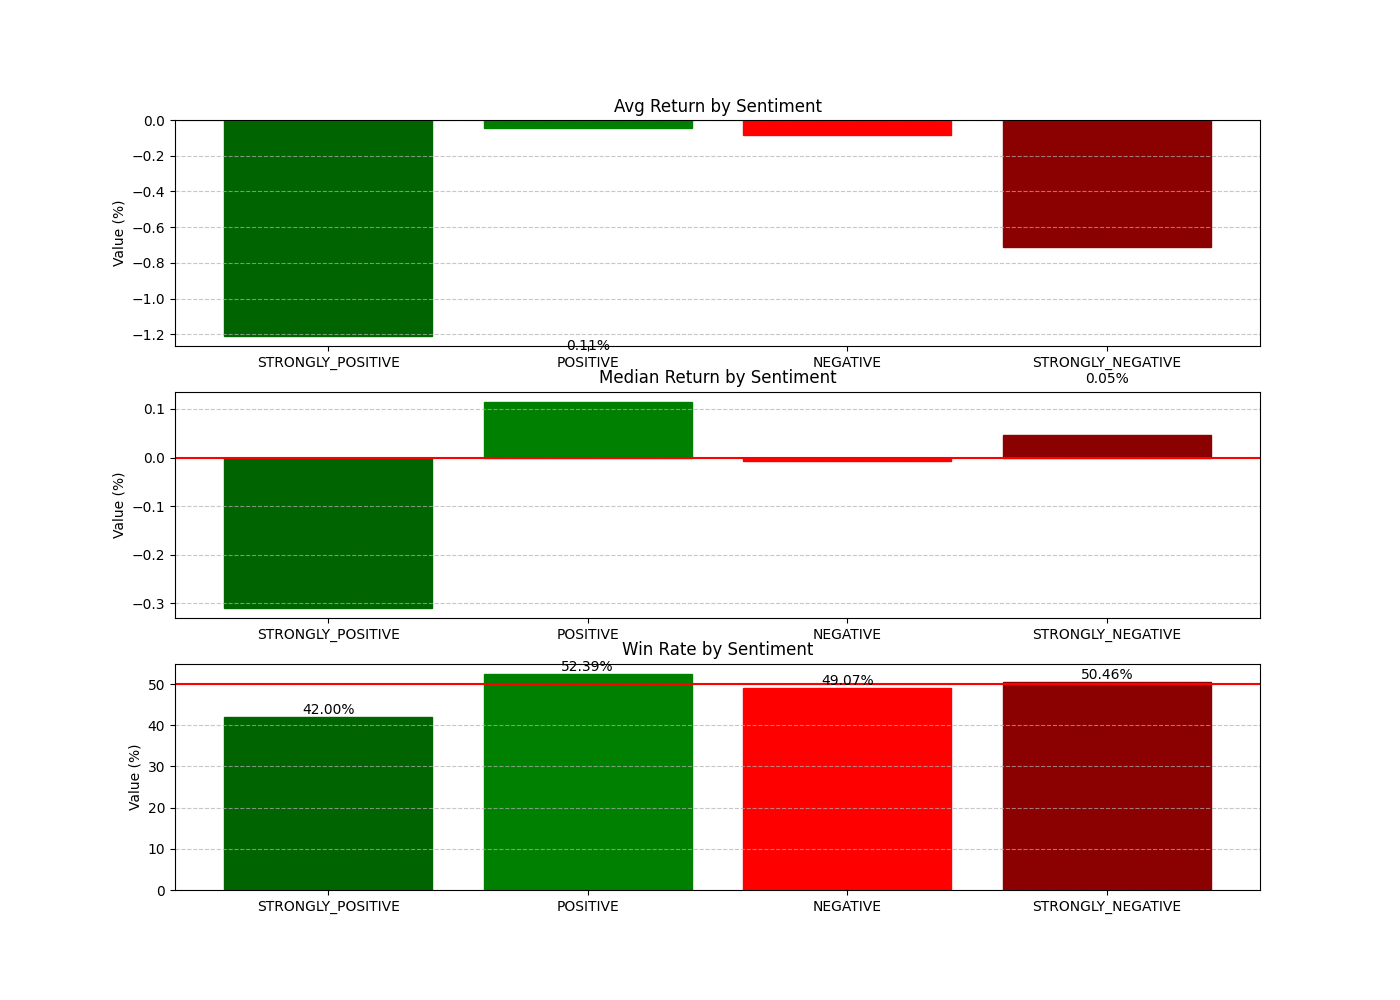 Avg Return by Sentiment
Value (%)
0.0
−0.2
−0.4
−0.6
−0.8
−1.0
−1.2
0.11%
STRONGLY_POSITIVE POSITIVE NEGATIVE STRONGLY_NEGATIVE
Median Return by Sentiment
0.05%
Value (%)
0.1
0.0
−0.1
−0.2
−0.3
STRONGLY_POSITIVE POSITIVE NEGATIVE STRONGLY_NEGATIVE
Win Rate by Sentiment
Value (%)
50
40
30
20
10
0
42.00% 52.39% 49.07% 50.46%
STRONGLY_POSITIVE POSITIVE NEGATIVE STRONGLY_NEGATIVE